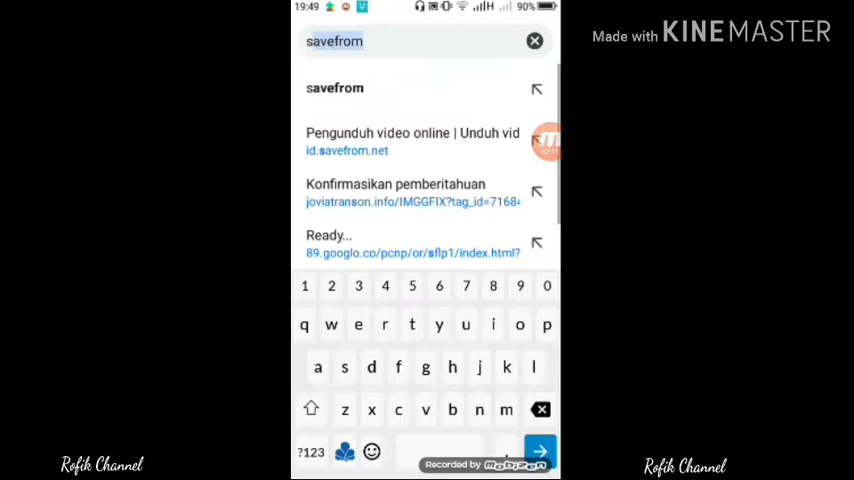 19:49
90%
Made with KINEMASTER
savefrom
savefrom
Pengunduh video online | Unduh vid
id.savefrom.net
Konfirmasikan pemberitahuan
joviatranson.info/IMGGFIX?tag_id=71684
Ready...
89.googlo.co/pcnp/or/sflp1/index.html?
1 2 3 4 5 6 7 8 9 0
q w e r t y u i o p
a s d f g h j k l
z x c v b n m
?123 , .
Recorded by mobizen
Rofik Channel
Rofik Channel